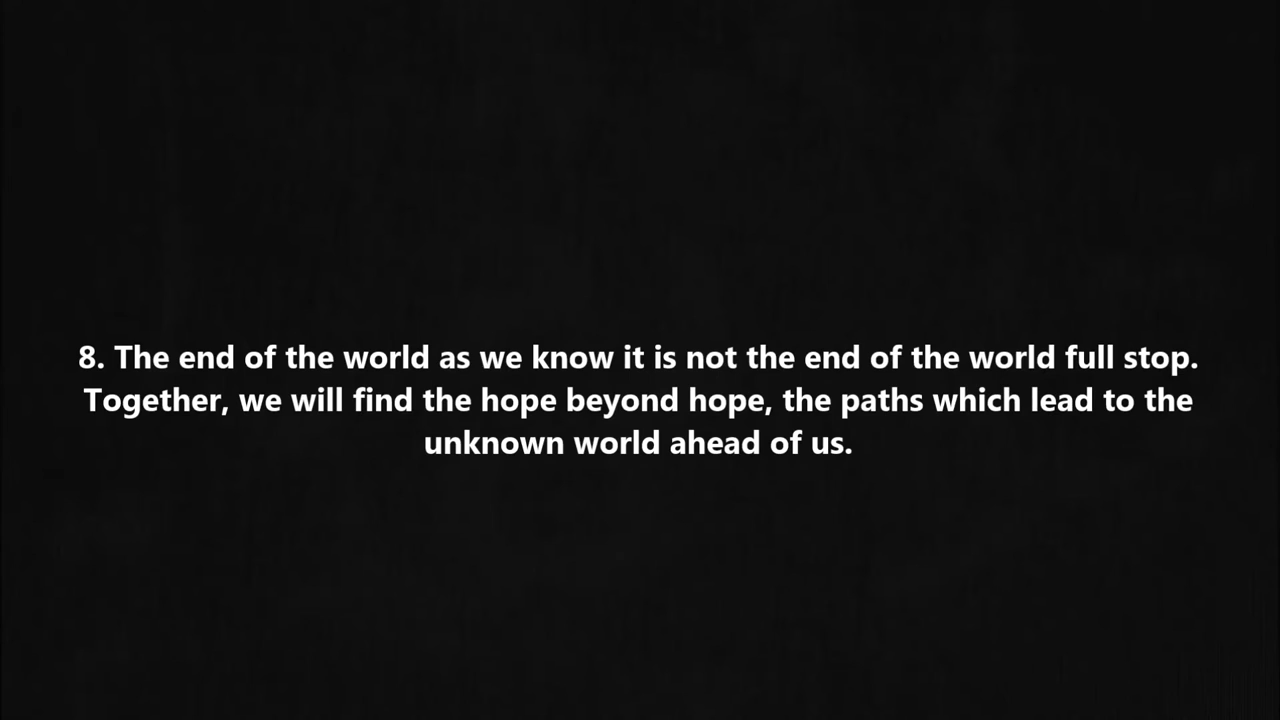 8. The end of the world as we know it is not the end of the world full stop.
Together, we will find the hope beyond hope, the paths which lead to the
unknown world ahead of us.